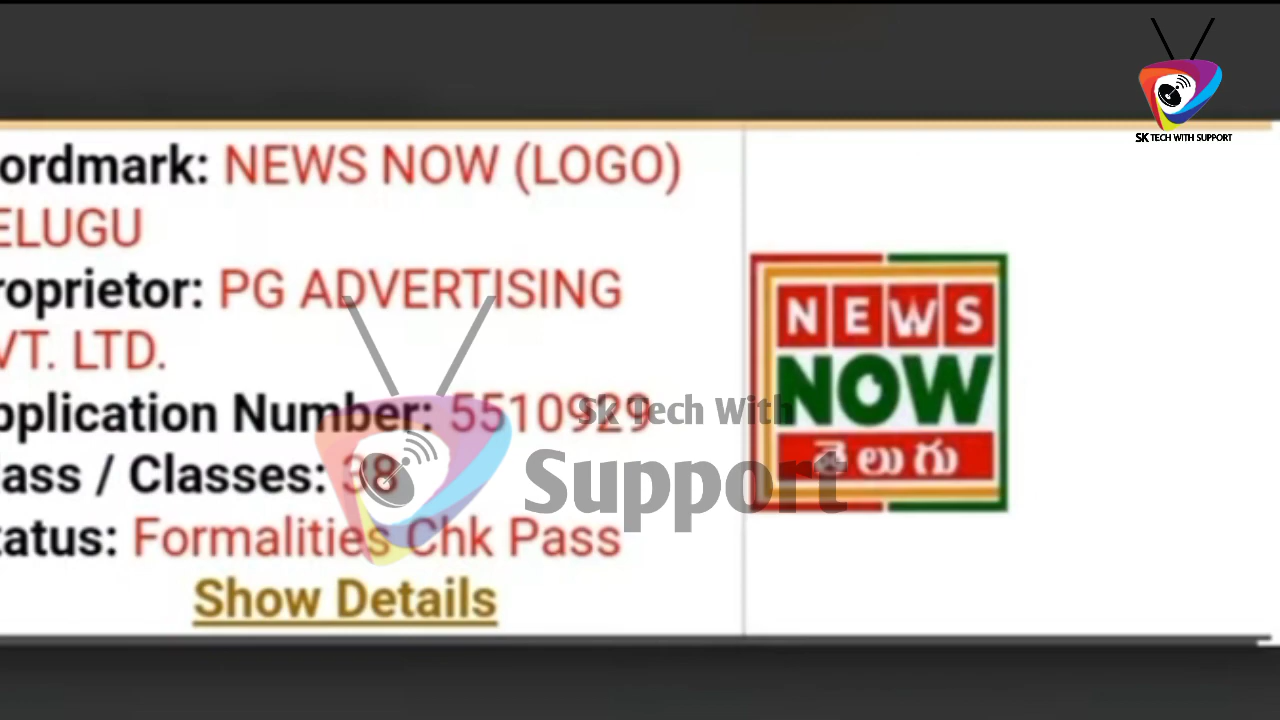 SK TECH WITH SUPPORT
ordmark: NEWS NOW (LOGO)
ELUGU
roprietor: PG ADVERTISING
VT. LTD.
pplication Number: 5510929
lass / Classes: 38
tatus: Formalities Chk Pass
Show Details
Sk Tech With
Support
NEWS
NOW
తెలుగు